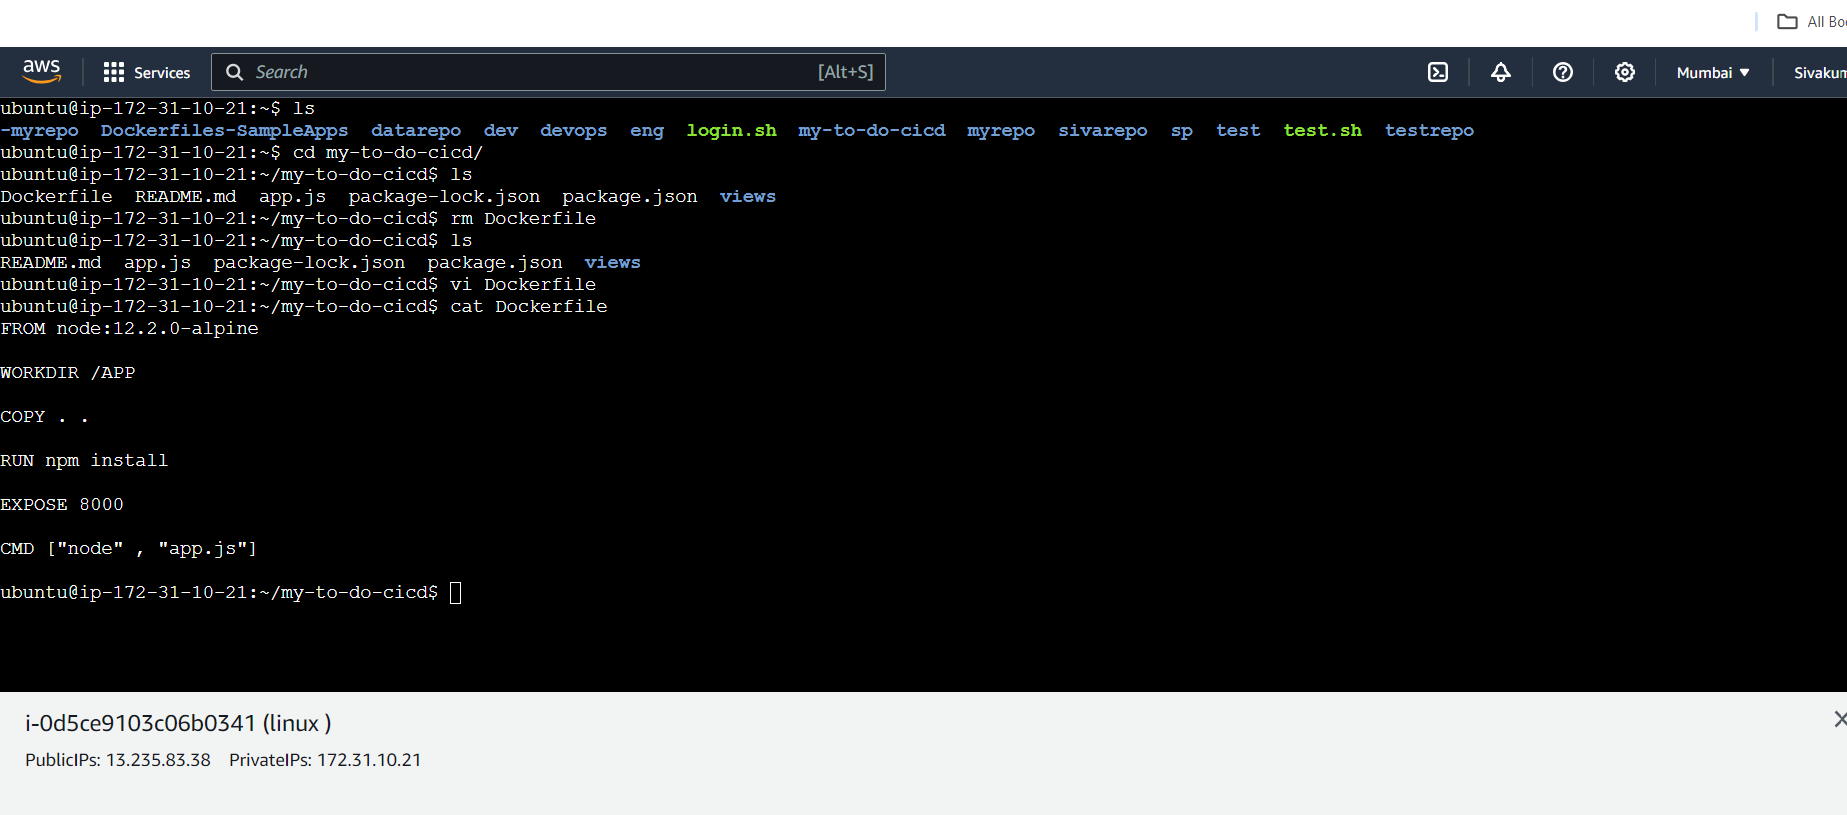 All Bo
aws Services Search [Alt+S] Mumbai Sivakum
ubuntu@ip-172-31-10-21:~$ ls
-myrepo Dockerfiles-SampleApps datarepo dev devops eng login.sh my-to-do-cicd myrepo sivarepo sp test test.sh testrepo
ubuntu@ip-172-31-10-21:~$ cd my-to-do-cicd/
ubuntu@ip-172-31-10-21:~/my-to-do-cicd$ ls
Dockerfile README.md app.js package-lock.json package.json views
ubuntu@ip-172-31-10-21:~/my-to-do-cicd$ rm Dockerfile
ubuntu@ip-172-31-10-21:~/my-to-do-cicd$ ls
README.md app.js package-lock.json package.json views
ubuntu@ip-172-31-10-21:~/my-to-do-cicd$ vi Dockerfile
ubuntu@ip-172-31-10-21:~/my-to-do-cicd$ cat Dockerfile
FROM node:12.2.0-alpine
WORKDIR /APP
COPY . .
RUN npm install
EXPOSE 8000
CMD ["node" , "app.js"]
ubuntu@ip-172-31-10-21:~/my-to-do-cicd$
i-0d5ce9103c06b0341 (linux )
PublicIPs: 13.235.83.38 PrivateIPs: 172.31.10.21